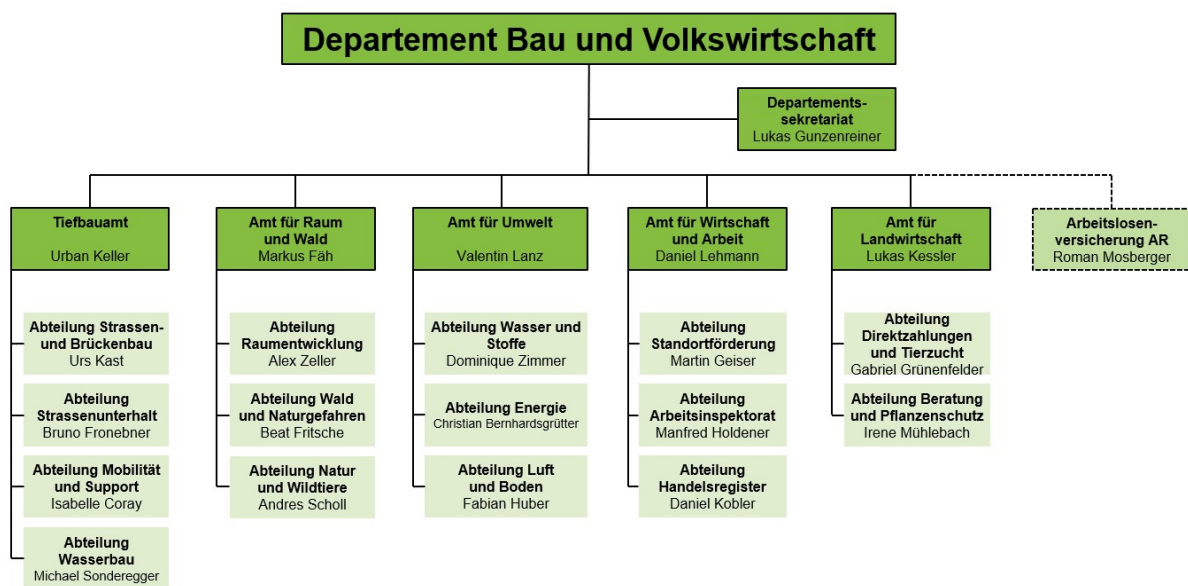 Departement Bau und Volkswirtschaft
Departements-
sekretariat
Lukas Gunzenreiner
Tiefbauamt
Urban Keller
Abteilung Strassen-
und Brückenbau
Urs Kast
Abteilung
Strassenunterhalt
Bruno Fronebner
Abteilung Mobilität
und Support
Isabelle Coray
Abteilung
Wasserbau
Michael Sonderegger
Amt für Raum
und Wald
Markus Fäh
Abteilung
Raumentwicklung
Alex Zeller
Abteilung Wald
und Naturgefahren
Beat Fritsche
Abteilung Natur
und Wildtiere
Andres Scholl
Amt für Umwelt
Valentin Lanz
Abteilung Wasser und
Stoffe
Dominique Zimmer
Abteilung Energie
Christian Bernhardsgrütter
Abteilung Luft
und Boden
Fabian Huber
Amt für Wirtschaft
und Arbeit
Daniel Lehmann
Abteilung
Standortförderung
Martin Geiser
Abteilung
Arbeitsinspektorat
Manfred Holdener
Abteilung
Handelsregister
Daniel Kobler
Amt für
Landwirtschaft
Lukas Kessler
Abteilung
Direktzahlungen
und Tierzucht
Gabriel Grünenfelder
Abteilung Beratung
und Pflanzenschutz
Irene Mühlebach
Arbeitslosen-
versicherung AR
Roman Mosberger